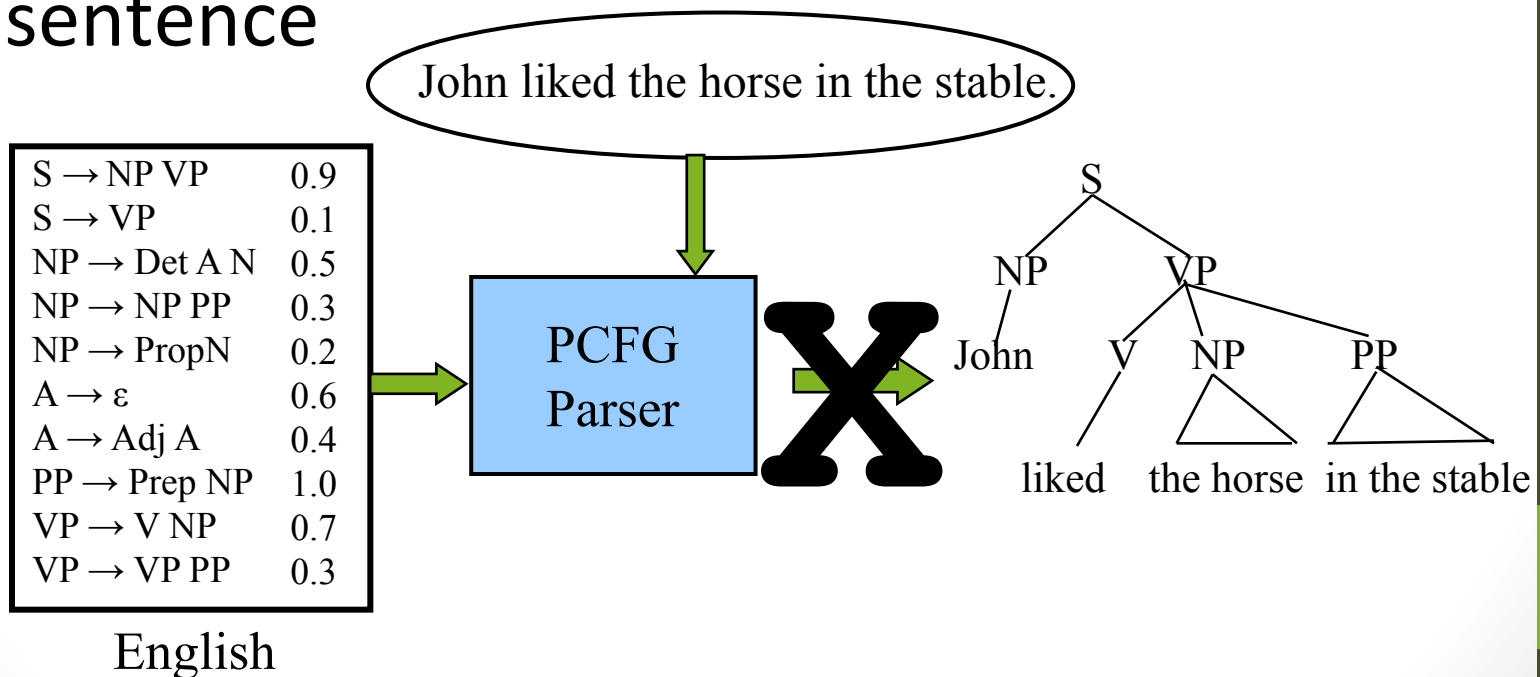 sentence
John liked the horse in the stable.
S → NP VP 0.9
S → VP 0.1
NP → Det A N 0.5
NP → NP PP 0.3
NP → PropN 0.2
A → ε 0.6
A → Adj A 0.4
PP → Prep NP 1.0
VP → V NP 0.7
VP → VP PP 0.3
English
PCFG
Parser
X
S
NP VP
John V NP PP
liked the horse in the stable